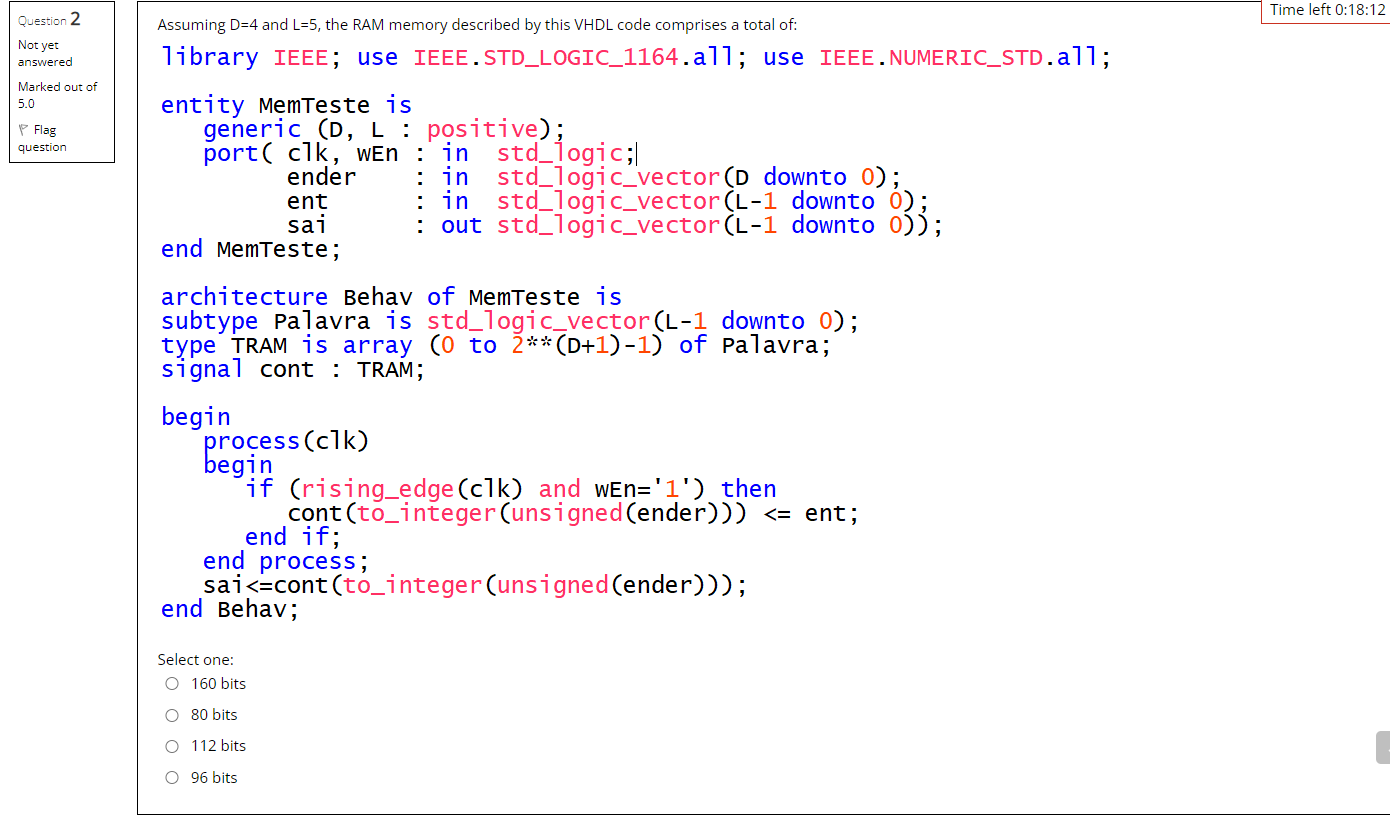 Question 2
Not yet
answered
Marked out of
5.0
Flag
question
Time left 0:18:12
Assuming D=4 and L=5, the RAM memory described by this VHDL code comprises a total of:
library IEEE; use IEEE.STD_LOGIC_1164.all; use IEEE.NUMERIC_STD.all;
entity MemTeste is
generic (D, L : positive);
port( clk, wEn : in std_logic;
ender : in std_logic_vector(D downto 0);
ent : in std_logic_vector(L-1 downto 0);
sai : out std_logic_vector(L-1 downto 0));
end MemTeste;
architecture Behav of MemTeste is
subtype Palavra is std_logic_vector(L-1 downto 0);
type TRAM is array (0 to 2**(D+1)-1) of Palavra;
signal cont : TRAM;
begin
process(clk)
begin
if (rising_edge(clk) and wEn='1') then
cont(to_integer(unsigned(ender))) <= ent;
end if;
end process;
sai<=cont(to_integer(unsigned(ender)));
end Behav;
Select one:
160 bits
80 bits
112 bits
96 bits